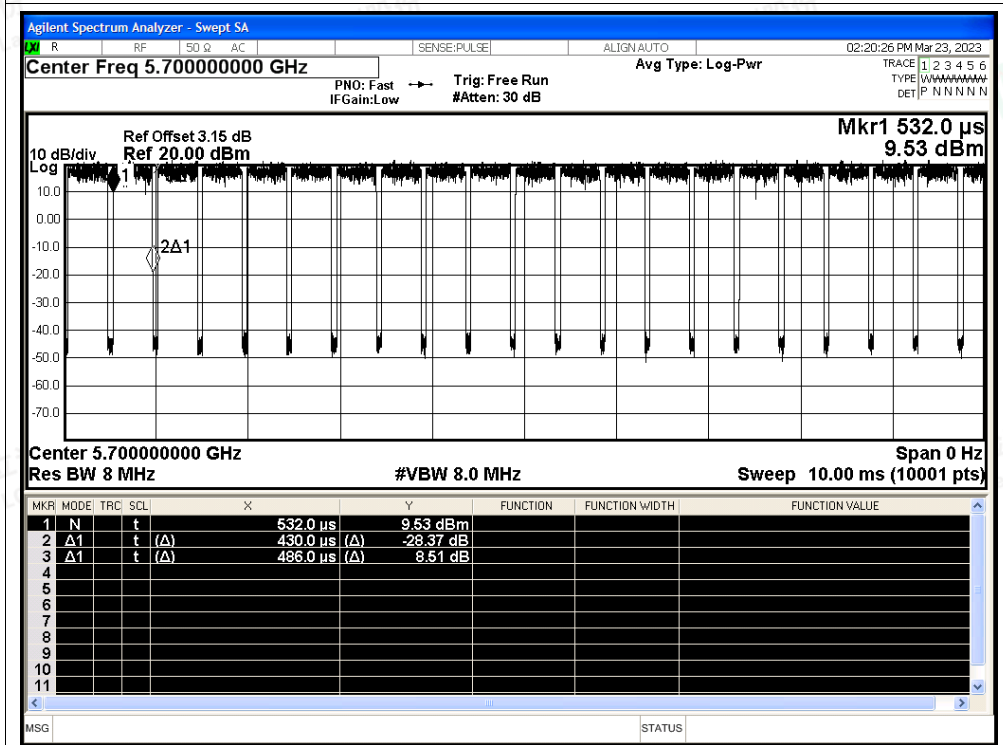 Agilent Spectrum Analyzer - Swept SA
LXI R RF 50 Ω AC SENSE:PULSE ALIGN AUTO 02:20:26 PM Mar 23, 2023
Center Freq 5.700000000 GHz
PNO: Fast
IFGain:Low
Trig: Free Run
#Atten: 30 dB
Avg Type: Log-Pwr
TRACE 1 2 3 4 5 6
TYPE
DET P N N N N N
Mkr1 532.0 µs
9.53 dBm
Ref Offset 3.15 dB
10 dB/div Ref 20.00 dBm
Log
1
10.0
0.00
-10.0
2Δ1
-20.0
-30.0
-40.0
-50.0
-60.0
-70.0
Center 5.700000000 GHz Span 0 Hz
Res BW 8 MHz #VBW 8.0 MHz Sweep 10.00 ms (10001 pts)
MKR MODE TRC SCL X Y FUNCTION FUNCTION WIDTH FUNCTION VALUE
1 N t 532.0 µs 9.53 dBm
2 Δ1 t (Δ) 430.0 µs (Δ) -28.37 dB
3 Δ1 t (Δ) 486.0 µs (Δ) 8.51 dB
4
5
6
7
8
9
10
11
MSG STATUS